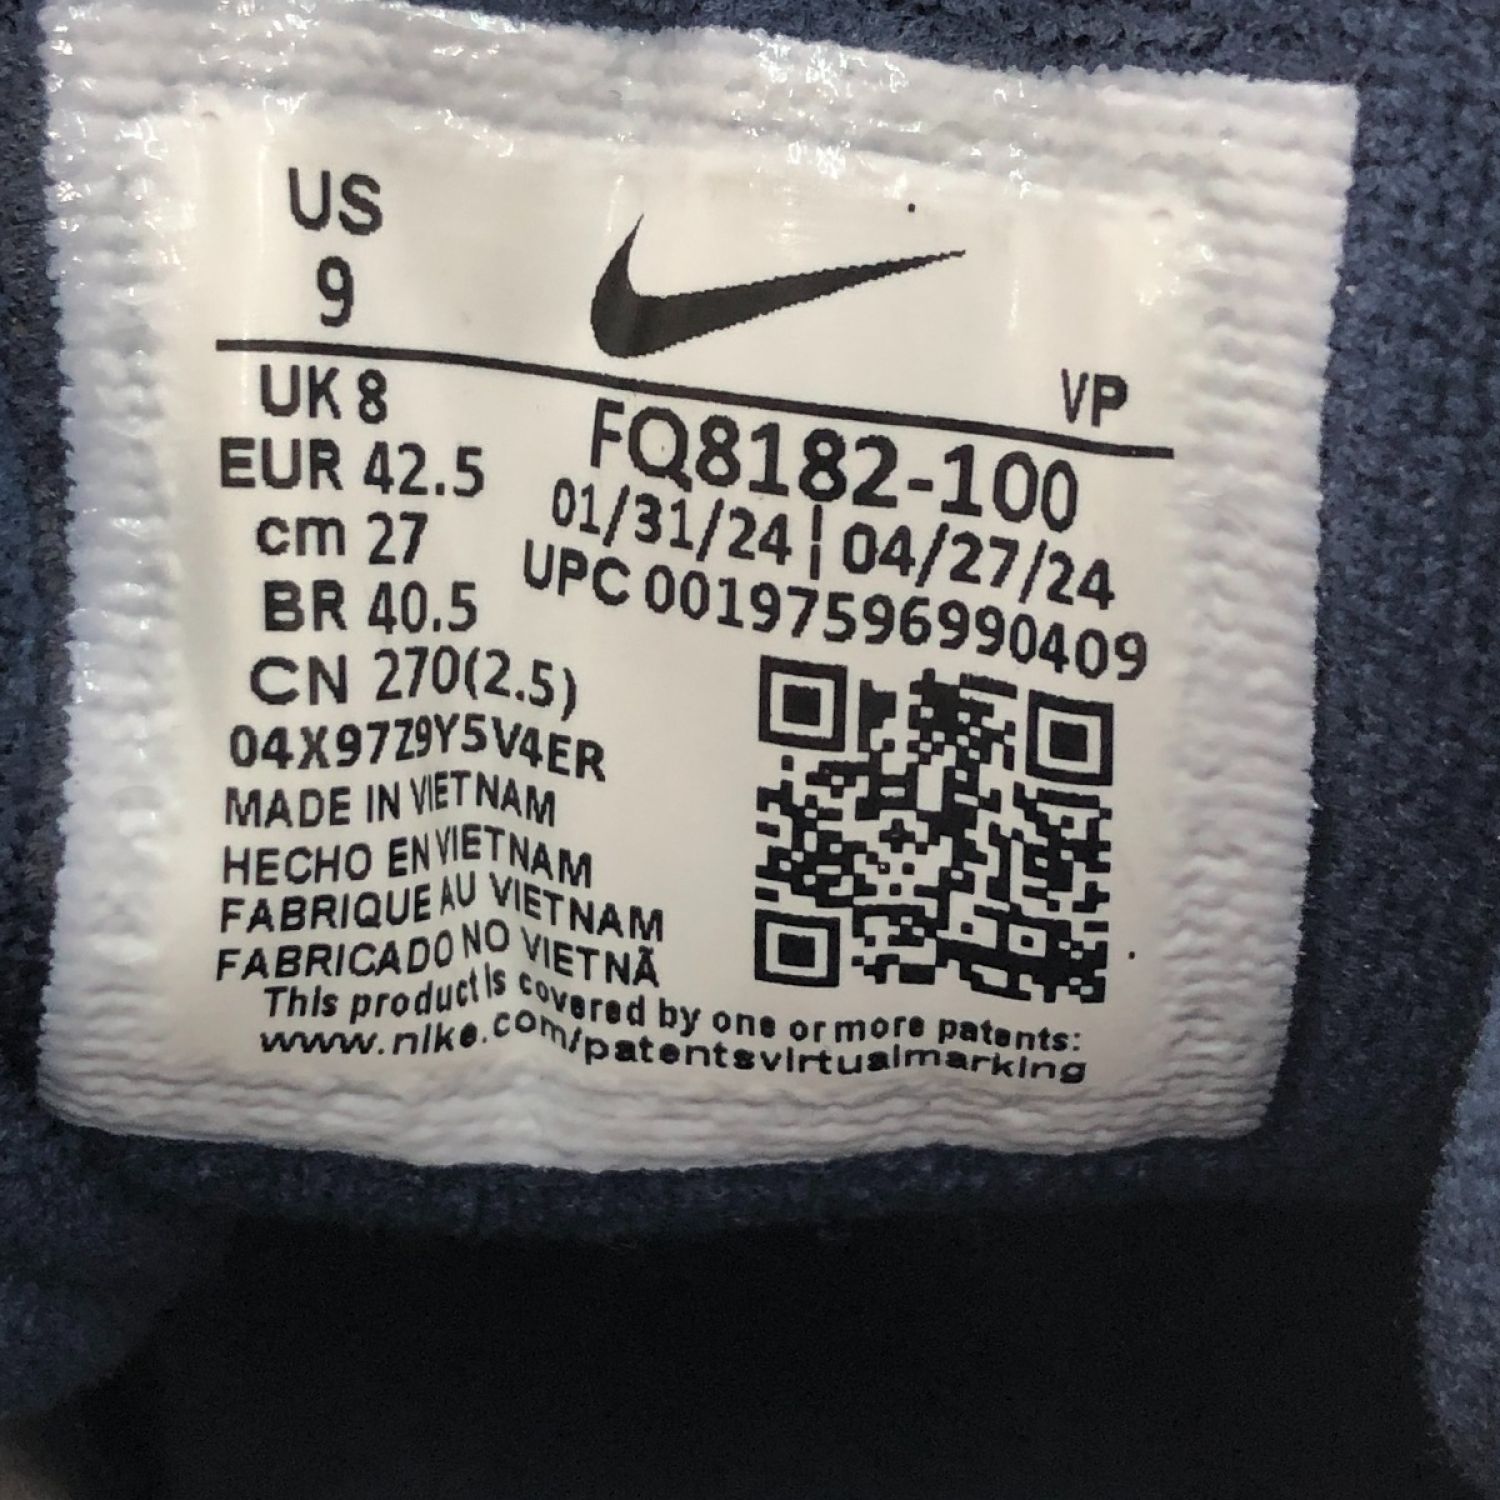 US
9
VP
UK 8
EUR 42.5
cm 27
BR 40.5
CN 270(2.5)
04X97Z9Y5V4ER
MADE IN VIETNAM
HECHO EN VIETNAM
FABRIQUE AU VIETNAM
FABRICADO NO VIETNÃ
FQ8182-100
01/31/24 ¦ 04/27/24
UPC 00197596990409
This product is covered by one or more patents:
www.nike.com/patentsvirtualmarking